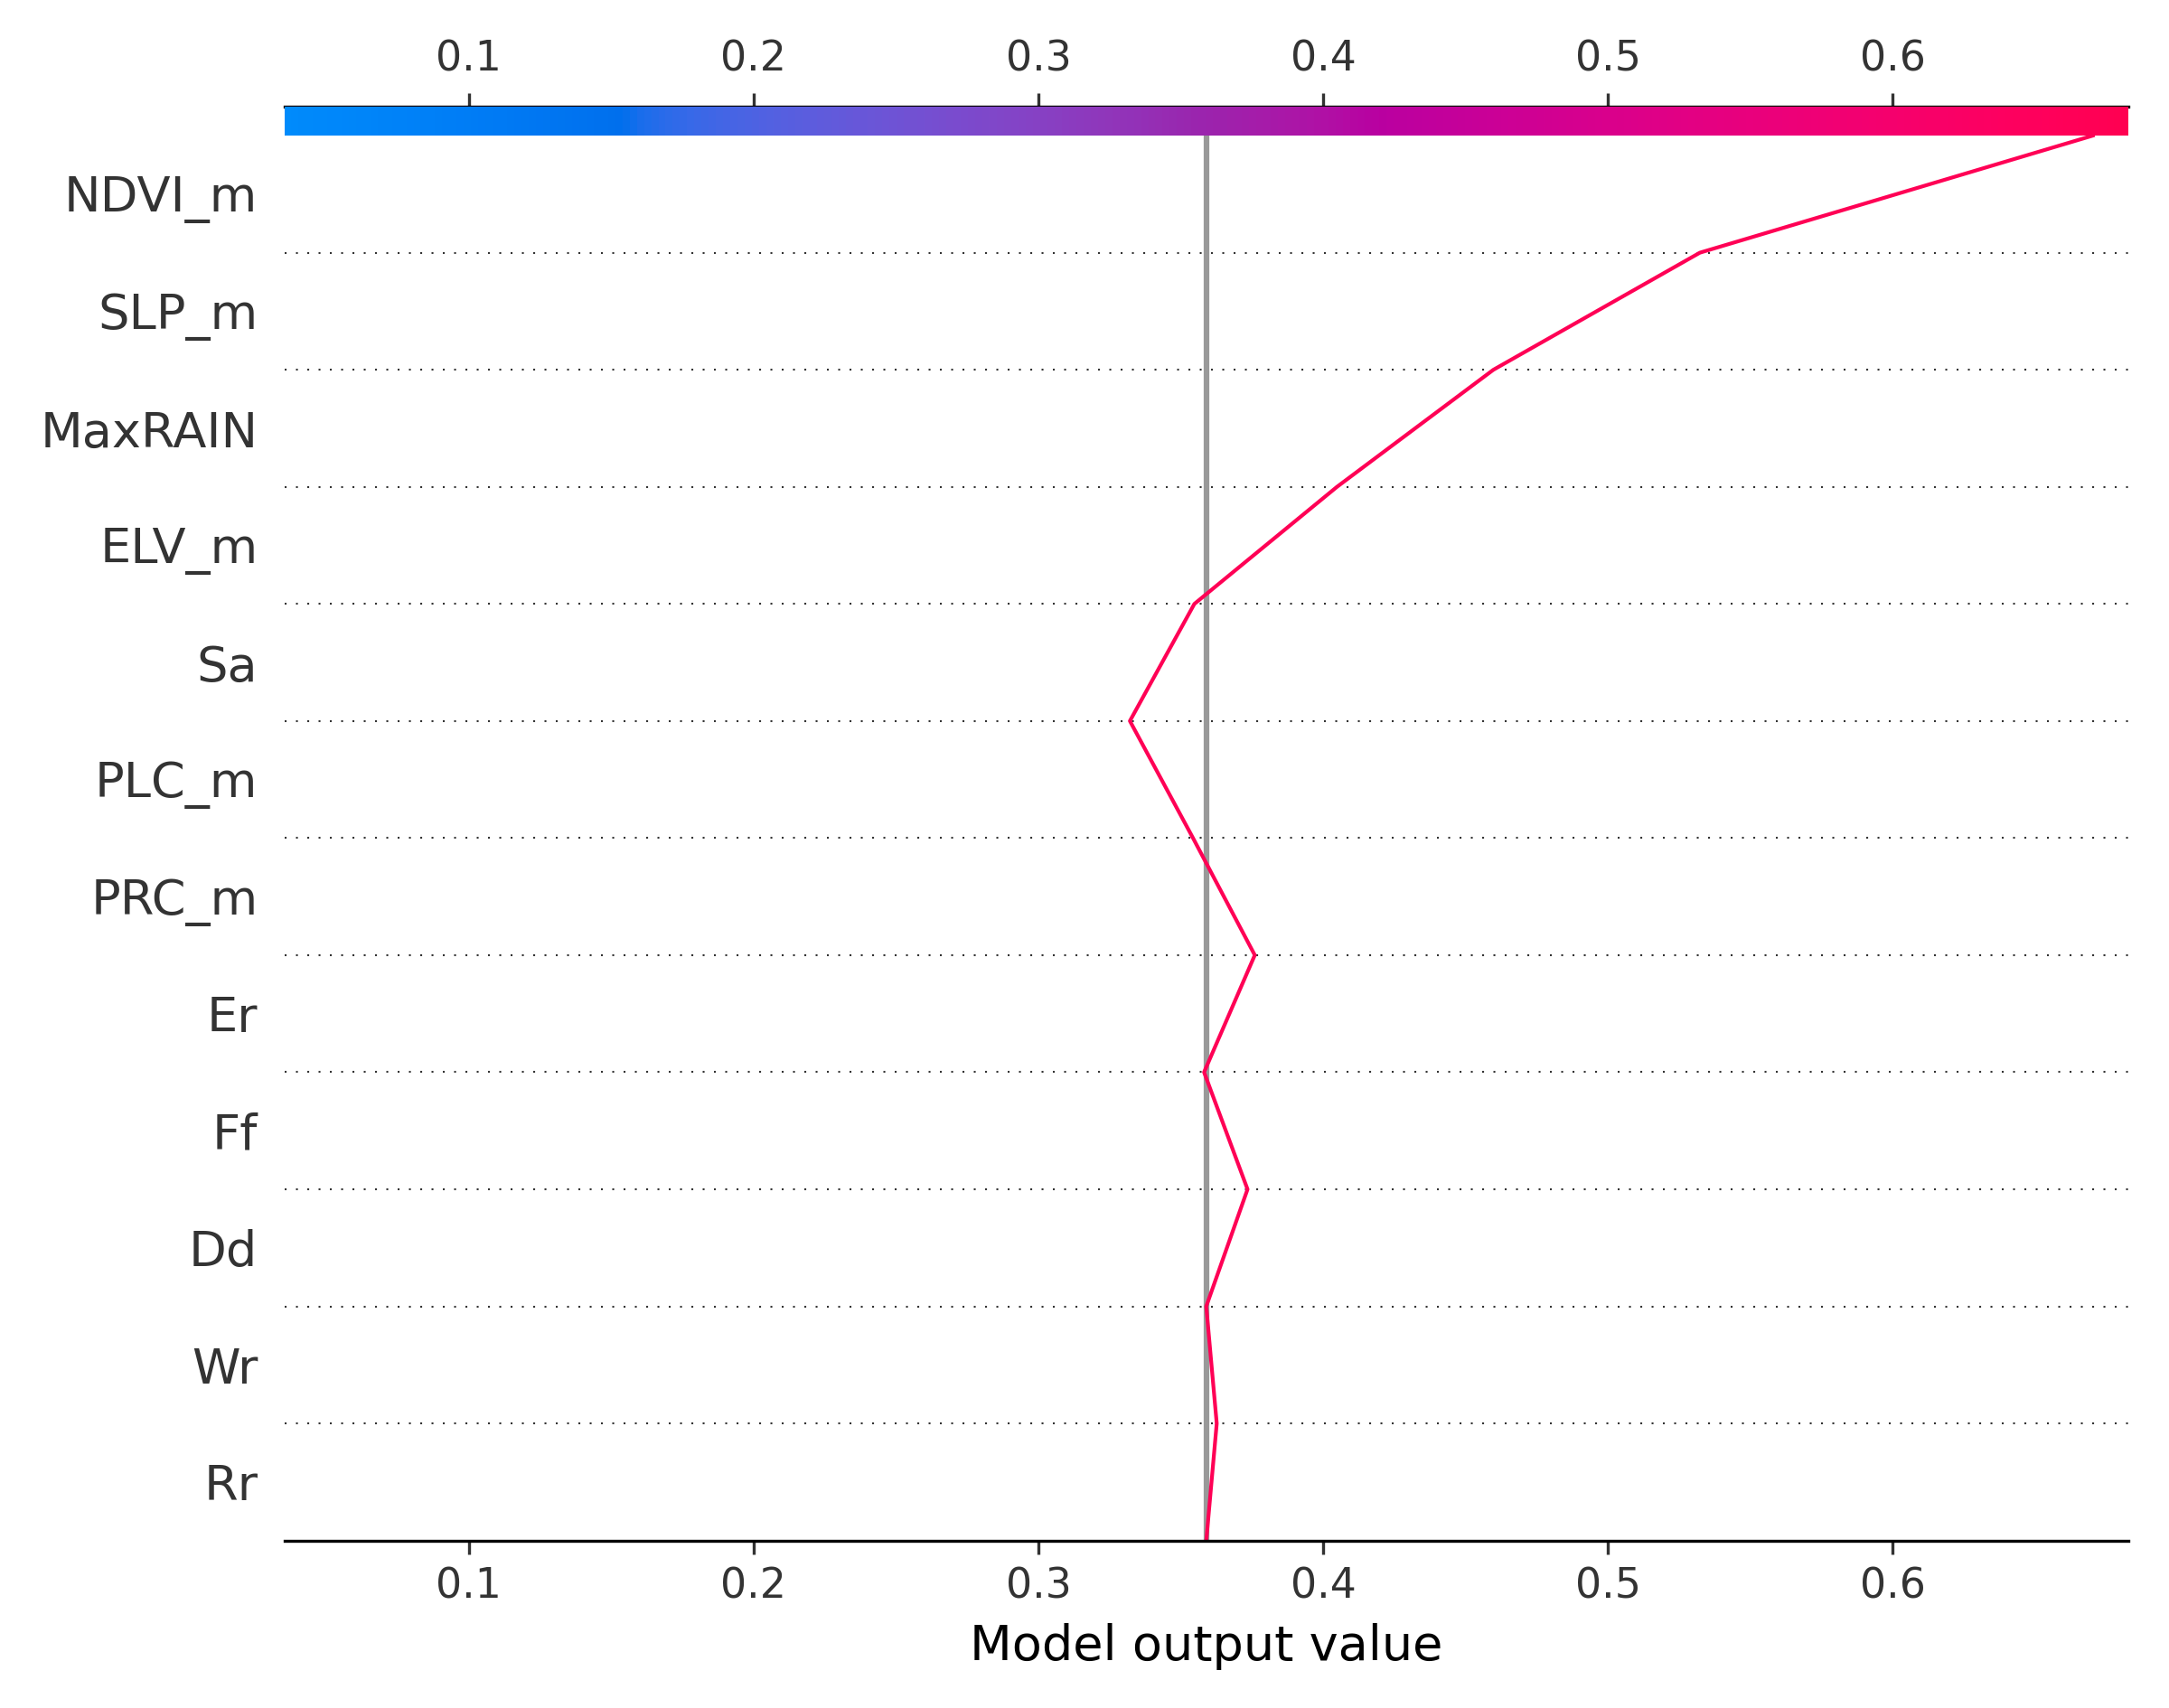 0.1 0.2 0.3 0.4 0.5 0.6
NDVI_m
SLP_m
MaxRAIN
ELV_m
Sa
PLC_m
PRC_m
Er
Ff
Dd
Wr
Rr
0.1 0.2 0.3 0.4 0.5 0.6
Model output value